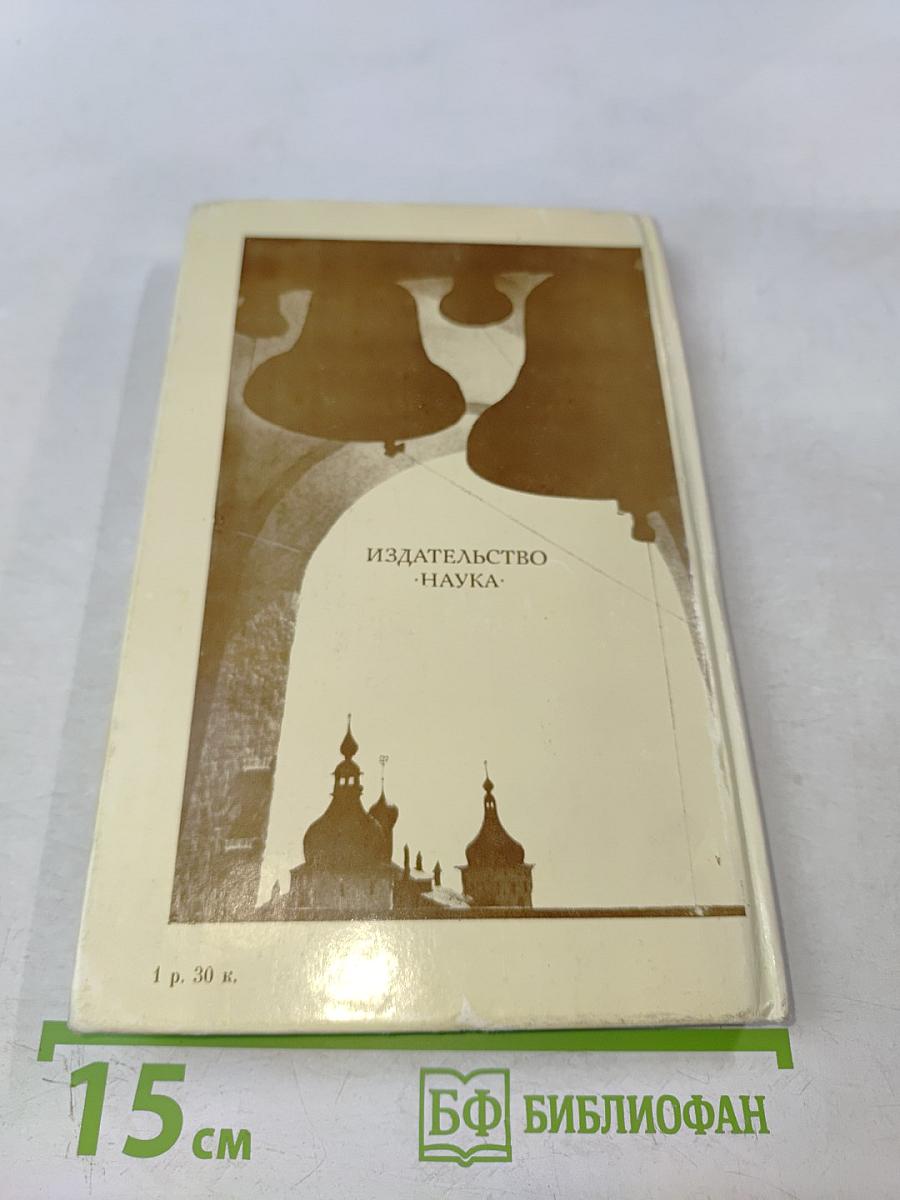 ИЗДАТЕЛЬСТВО
·НАУКА·
1 р. 30 к.
15 см
БФ БИБЛИОФАН